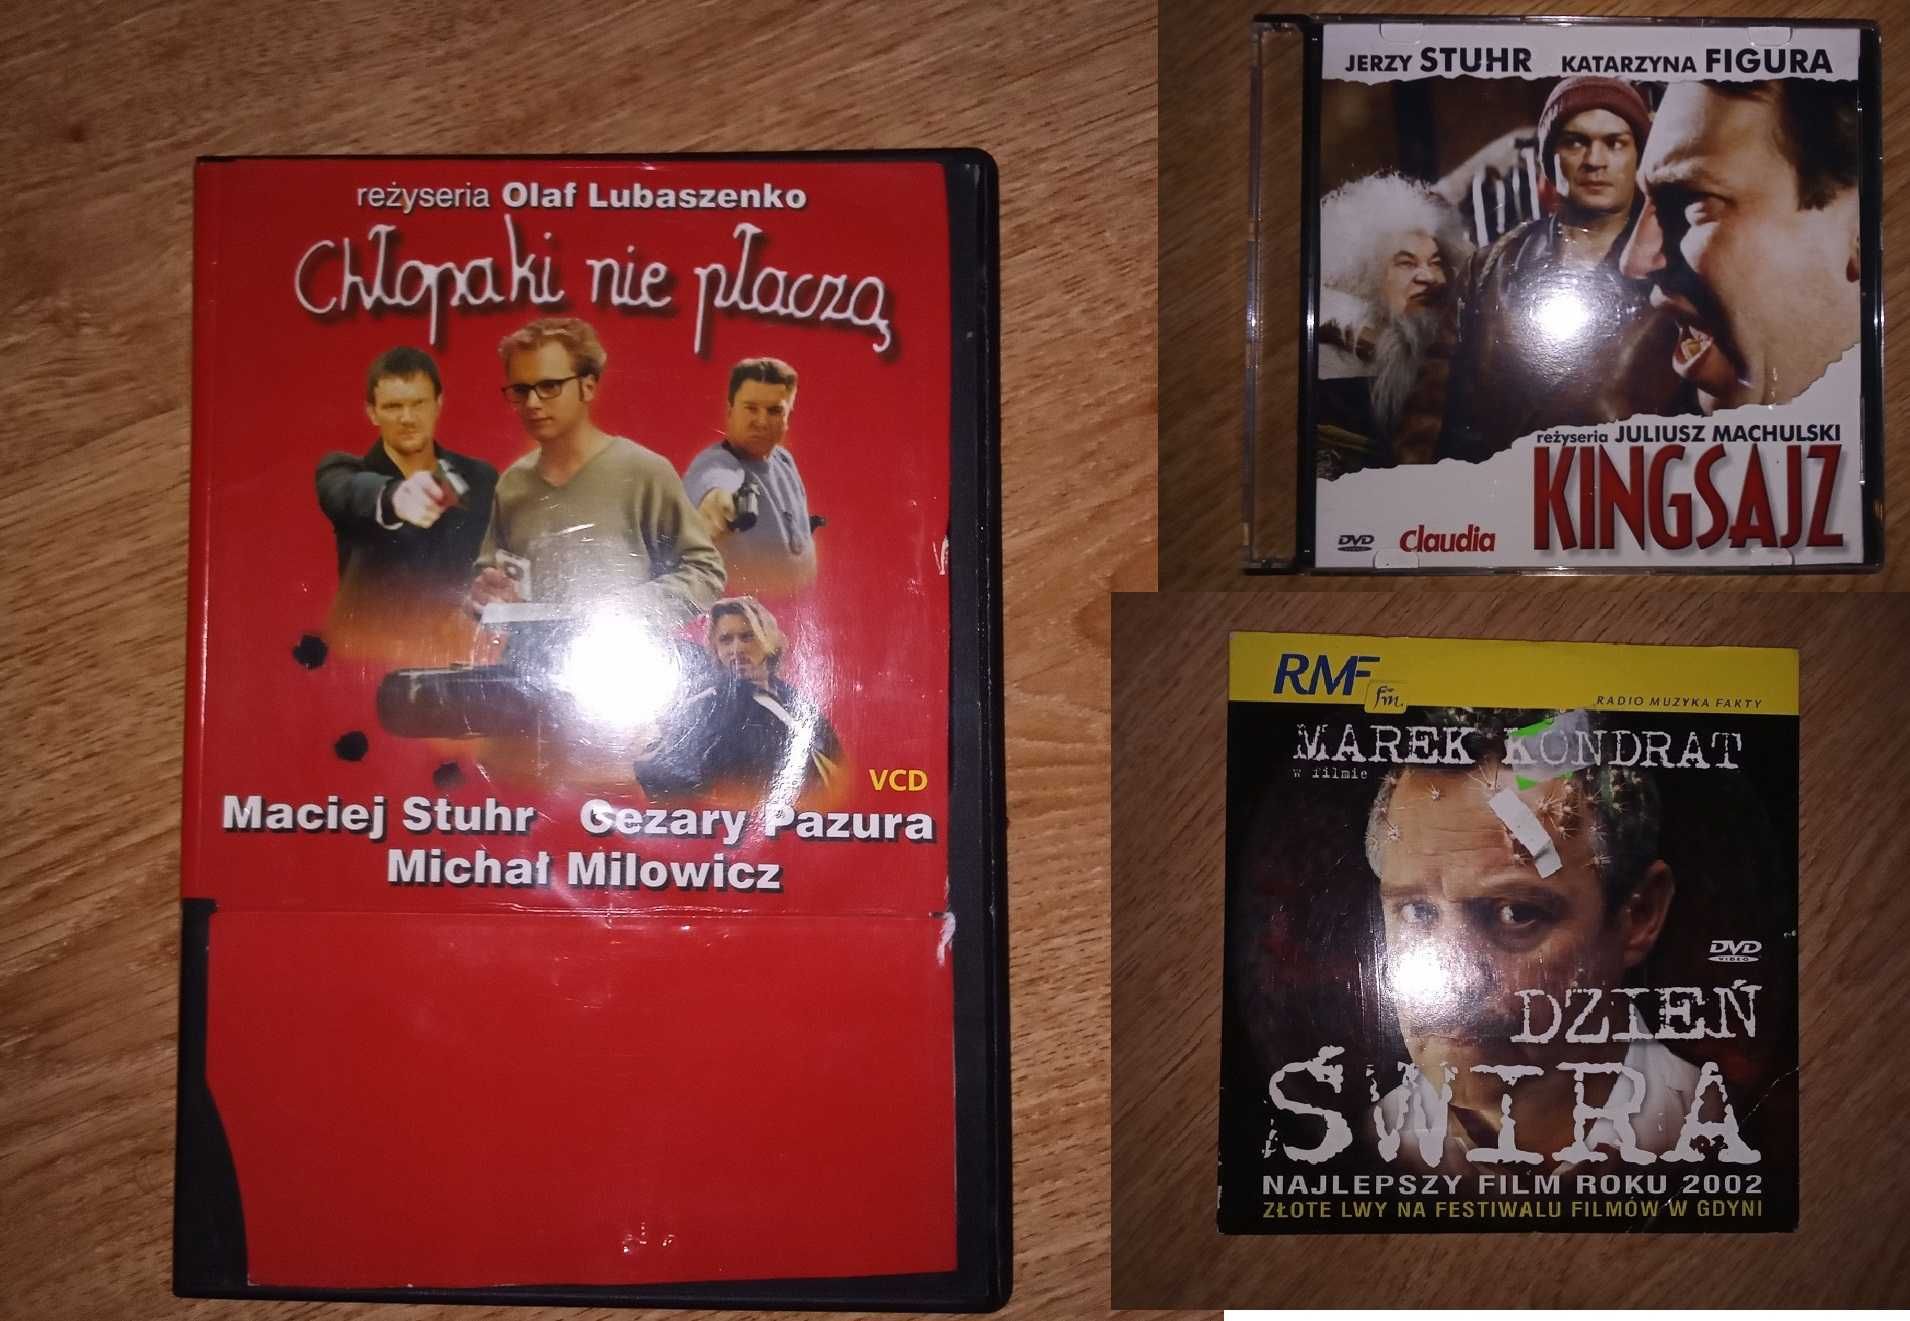 reżyseria Olaf Lubaszenko
Chłopaki nie płaczą
VCD
Maciej Stuhr Cezary Pazura
Michał Milowicz
JERZY STUHR KATARZYNA FIGURA
reżyseria JULIUSZ MACHULSKI
KINGSAJZ
DVD VIDEO
Claudia
RMF fm
RADIO MUZYKA FAKTY
MAREK KONDRAT
w filmie
DVD VIDEO
DZIEŃ
ŚWIRA
NAJLEPSZY FILM ROKU 2002
ZŁOTE LWY NA FESTIWALU FILMÓW W GDYNI